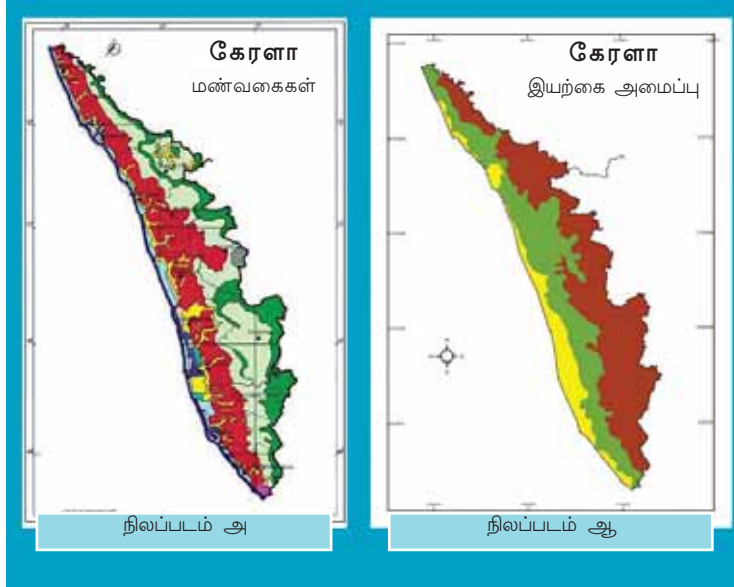 கேரளா
மண்வகைகள்
நிலப்படம் அ
கேரளா
இயற்கை அமைப்பு
நிலப்படம் ஆ